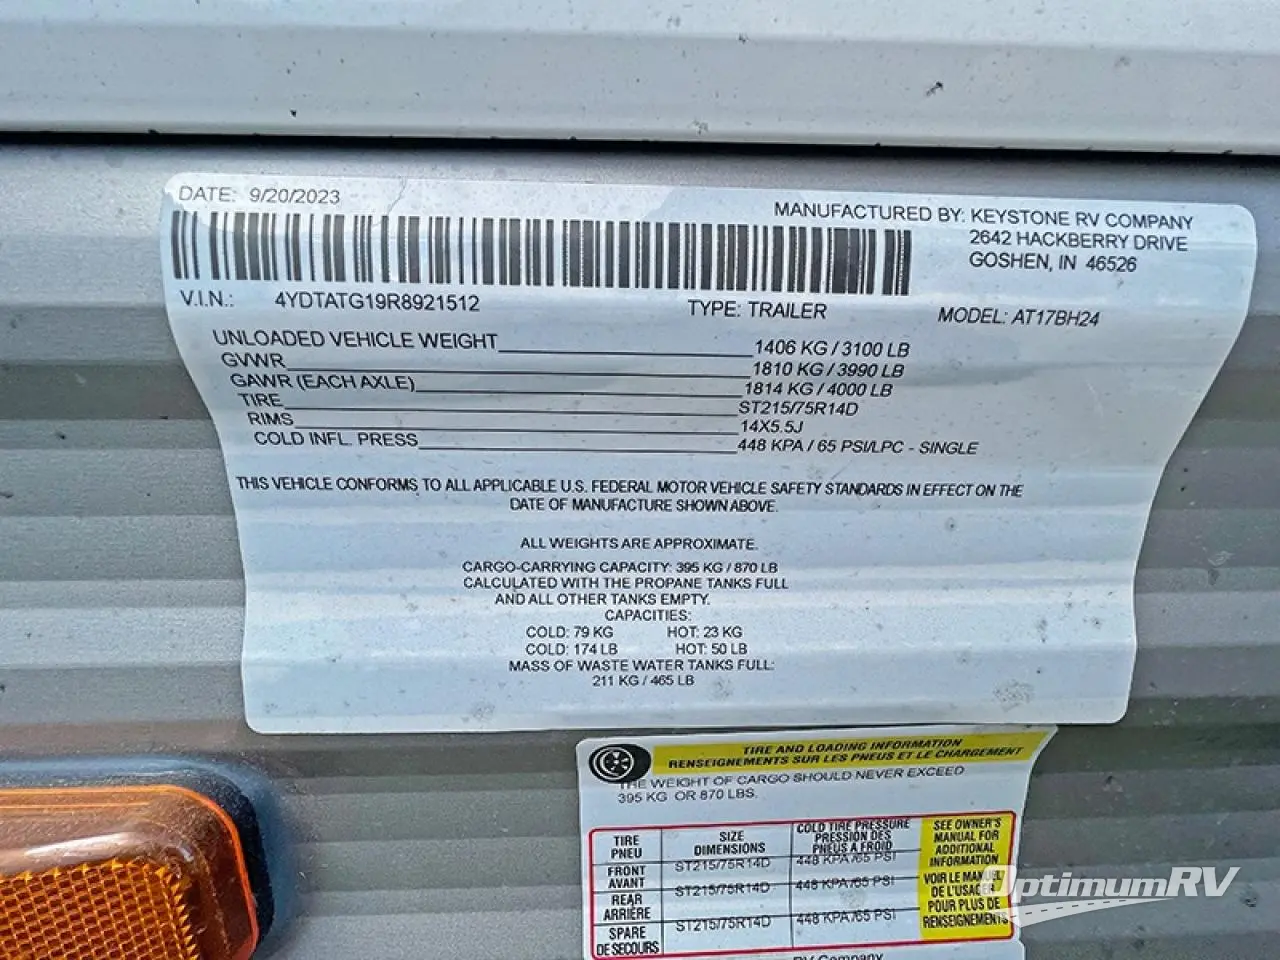 DATE: 9/20/2023
MANUFACTURED BY: KEYSTONE RV COMPANY
2642 HACKBERRY DRIVE
GOSHEN, IN 46526
V.I.N.: 4YDTATG19R8921512 TYPE: TRAILER MODEL: AT17BH24
UNLOADED VEHICLE WEIGHT 1406 KG / 3100 LB
GVWR 1810 KG / 3990 LB
GAWR (EACH AXLE) 1814 KG / 4000 LB
TIRE ST215/75R14D
RIMS 14X5.5J
COLD INFL. PRESS 448 KPA / 65 PSI/LPC - SINGLE
THIS VEHICLE CONFORMS TO ALL APPLICABLE U.S. FEDERAL MOTOR VEHICLE SAFETY STANDARDS IN EFFECT ON THE
DATE OF MANUFACTURE SHOWN ABOVE.
ALL WEIGHTS ARE APPROXIMATE.
CARGO-CARRYING CAPACITY: 395 KG / 870 LB
CALCULATED WITH THE PROPANE TANKS FULL
AND ALL OTHER TANKS EMPTY.
CAPACITIES:
COLD: 79 KG HOT: 23 KG
COLD: 174 LB HOT: 50 LB
MASS OF WASTE WATER TANKS FULL:
211 KG / 465 LB
TIRE AND LOADING INFORMATION
RENSEIGNEMENTS SUR LES PNEUS ET LE CHARGEMENT
THE WEIGHT OF CARGO SHOULD NEVER EXCEED
395 KG OR 870 LBS.
TIRE
PNEU
SIZE
DIMENSIONS
COLD TIRE PRESSURE
PRESSION DES
PNEUS A FROID
SEE OWNER'S
MANUAL FOR
ADDITIONAL
INFORMATION
VOIR LE MANUEL
DE L'USAGER
POUR PLUS DE
RENSEIGNEMENTS
FRONT
AVANT
ST215/75R14D
448 KPA /65 PSI
REAR
ARRIÈRE
ST215/75R14D
448 KPA /65 PSI
SPARE
DE SECOURS
ST215/75R14D
448 KPA /65 PSI
RV Company
OptimumRV